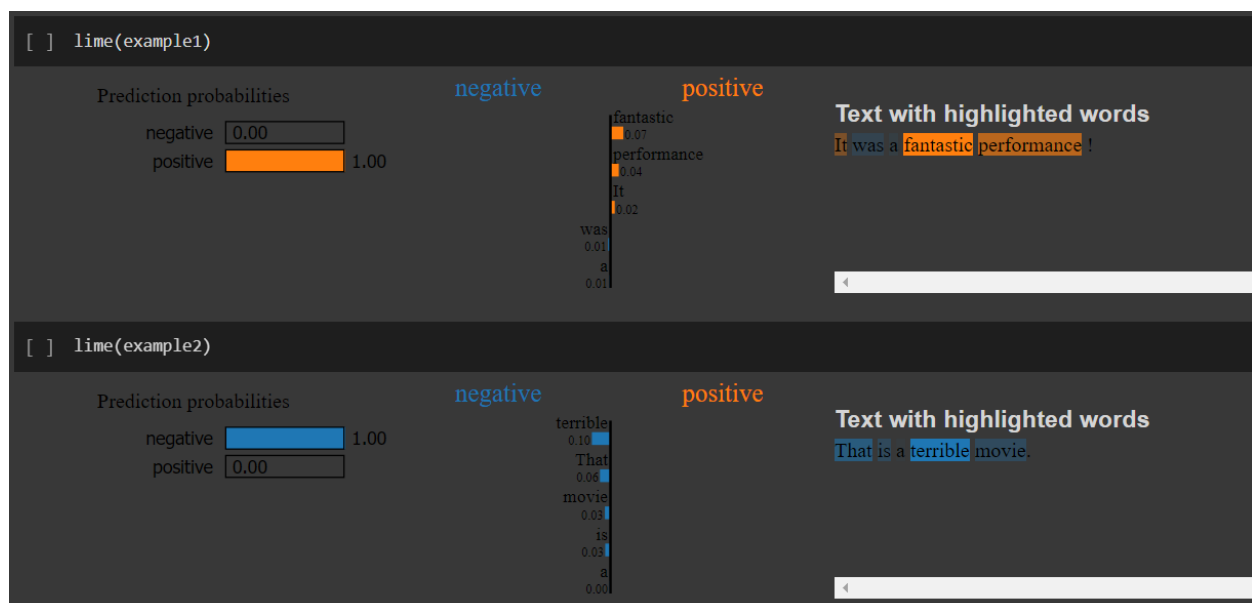 [ ] lime(example1)
Prediction probabilities
negative 0.00
positive 1.00
negative positive
fantastic
0.07
performance
0.04
It
0.02
was
0.01
a
0.01
Text with highlighted words
It was a fantastic performance !
[ ] lime(example2)
Prediction probabilities
negative 1.00
positive 0.00
negative positive
terrible
0.10
That
0.06
movie
0.03
is
0.03
a
0.00
Text with highlighted words
That is a terrible movie.